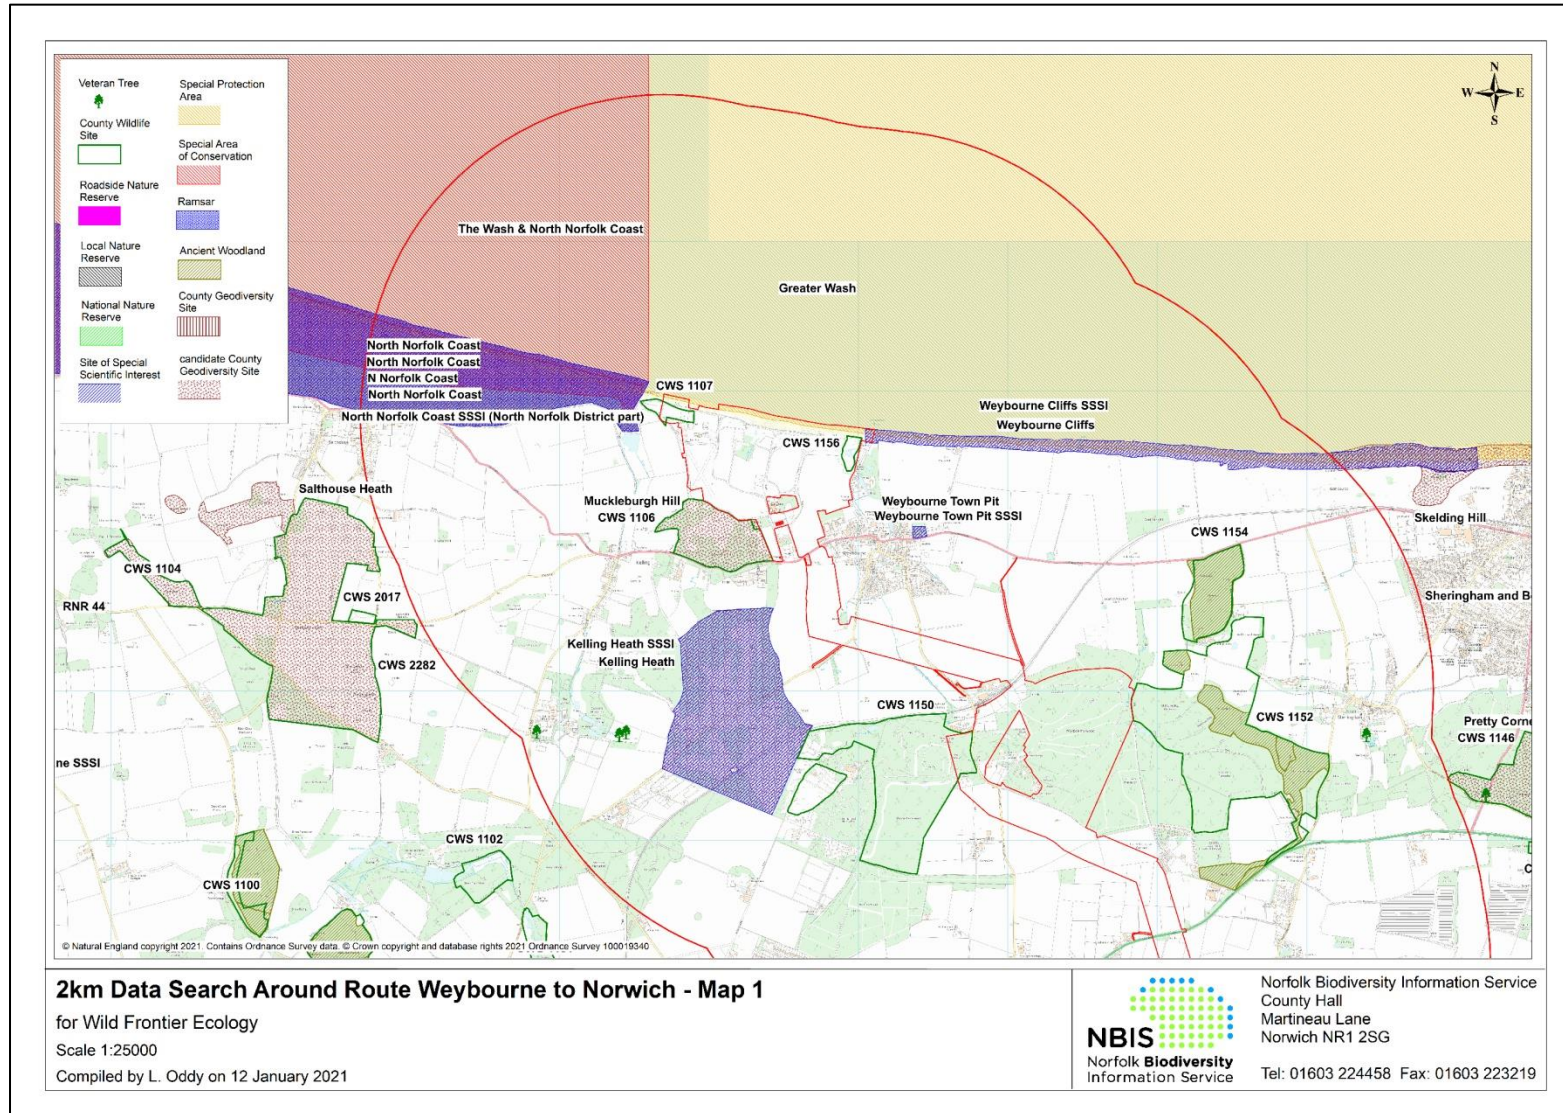 Veteran Tree
County Wildlife
Site
Roadside Nature
Reserve
Local Nature
Reserve
National Nature
Reserve
Site of Special
Scientific Interest
Special Protection
Area
Special Area
of Conservation
Ramsar
Ancient Woodland
County Geodiversity
Site
candidate County
Geodiversity Site
N
W E
S
The Wash & North Norfolk Coast
Greater Wash
North Norfolk Coast
North Norfolk Coast
N Norfolk Coast
North Norfolk Coast
North Norfolk Coast SSSI (North Norfolk District part)
CWS 1107
Weybourne Cliffs SSSI
Weybourne Cliffs
CWS 1156
Salthouse Heath
Muckleburgh Hill
CWS 1106
Weybourne Town Pit
Weybourne Town Pit SSSI
Skelding Hill
CWS 1154
CWS 1104
CWS 2017
RNR 44
Sheringham and B
Kelling Heath SSSI
Kelling Heath
CWS 2282
CWS 1150
CWS 1152
Pretty Corne
CWS 1146
ne SSSI
CWS 1102
CWS 1100
C
© Natural England copyright 2021. Contains Ordnance Survey data. © Crown copyright and database rights 2021 Ordnance Survey 100019340
2km Data Search Around Route Weybourne to Norwich - Map 1
for Wild Frontier Ecology
Scale 1:25000
Compiled by L. Oddy on 12 January 2021
NBIS
Norfolk Biodiversity
Information Service
Norfolk Biodiversity Information Service
County Hall
Martineau Lane
Norwich NR1 2SG
Tel: 01603 224458 Fax: 01603 223219